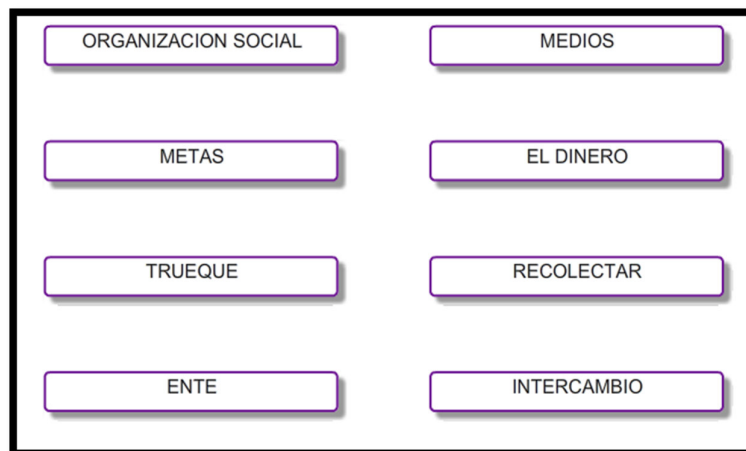 ORGANIZACION SOCIAL
MEDIOS
METAS
EL DINERO
TRUEQUE
RECOLECTAR
ENTE
INTERCAMBIO